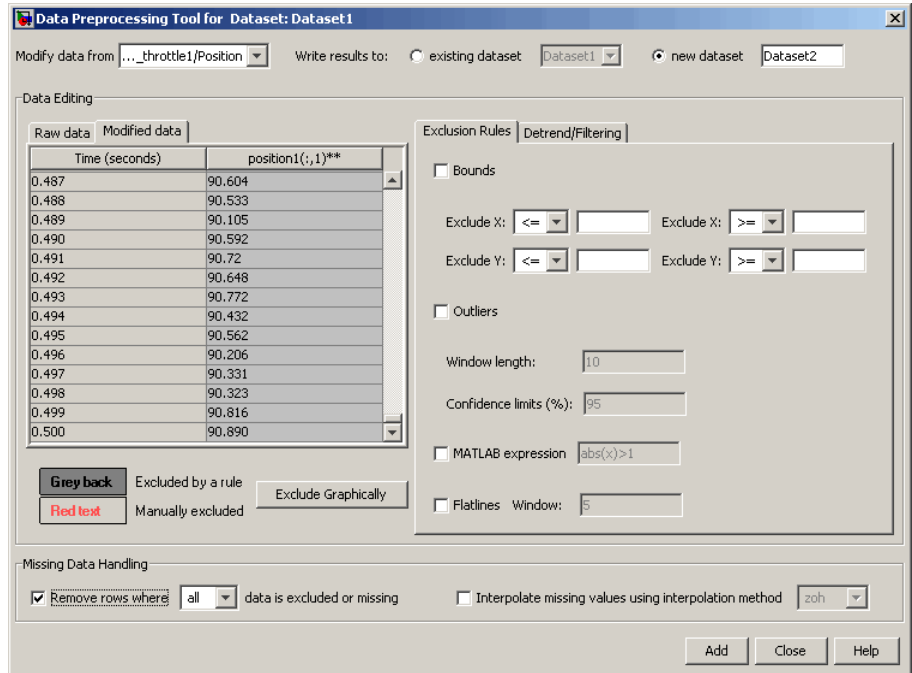 Data Preprocessing Tool for Dataset: Dataset1
Modify data from ..._throttle1/Position Write results to: existing dataset Dataset1 new dataset Dataset2
Data Editing
Raw data Modified data
Time (seconds) position1(:,1)**
0.487 90.604
0.488 90.533
0.489 90.105
0.490 90.592
0.491 90.72
0.492 90.648
0.493 90.772
0.494 90.432
0.495 90.562
0.496 90.206
0.497 90.331
0.498 90.323
0.499 90.816
0.500 90.890
Grey back Excluded by a rule
Red text Manually excluded
Exclude Graphically
Exclusion Rules Detrend/Filtering
Bounds
Exclude X: <= Exclude X: >=
Exclude Y: <= Exclude Y: >=
Outliers
Window length: 10
Confidence limits (%): 95
MATLAB expression abs(x)>1
Flatlines Window: 5
Missing Data Handling
Remove rows where all data is excluded or missing Interpolate missing values using interpolation method zoh
Add Close Help